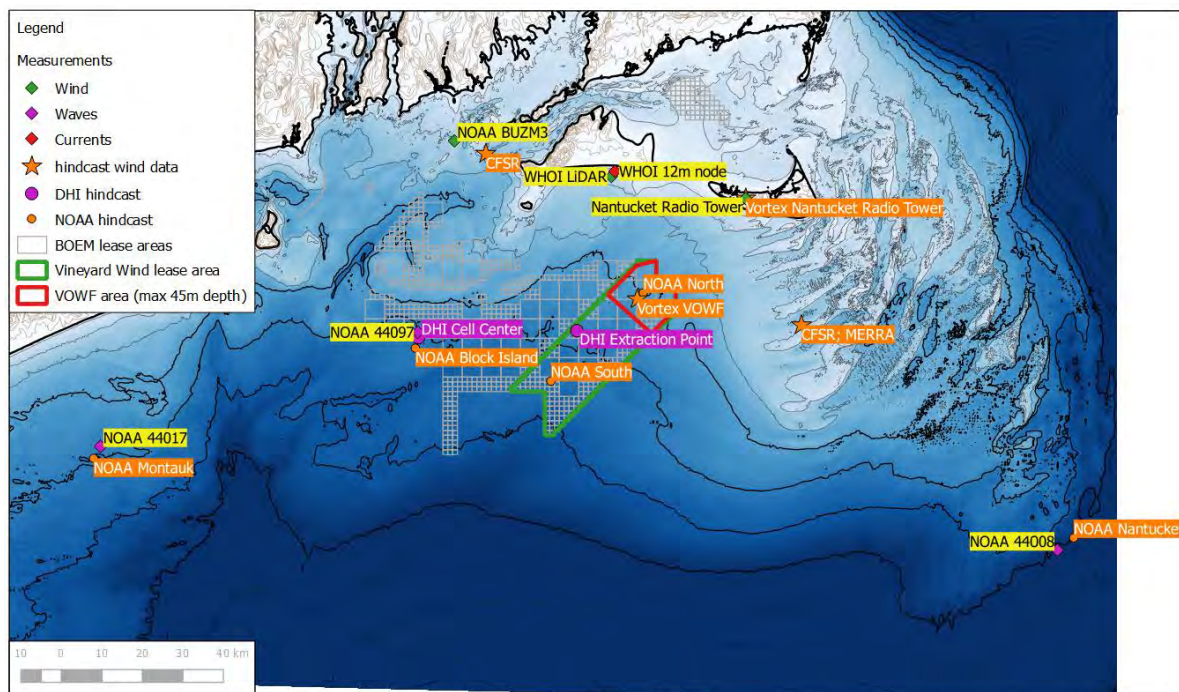 Legend
Measurements
Wind
Waves
Currents
hindcast wind data
DHI hindcast
NOAA hindcast
BOEM lease areas
Vineyard Wind lease area
VOWF area (max 45m depth)
NOAA BUZM3
CFSR
WHOI LiDAR
WHOI 12m node
Nantucket Radio Tower
Vortex Nantucket Radio Tower
NOAA North
Vortex VOWF
NOAA 44097
DHI Cell Center
DHI Extraction Point
CFSR; MERRA
NOAA Block Island
NOAA South
NOAA 44017
NOAA Montauk
NOAA Nantucke
NOAA 44008
10 0 10 20 30 40 km